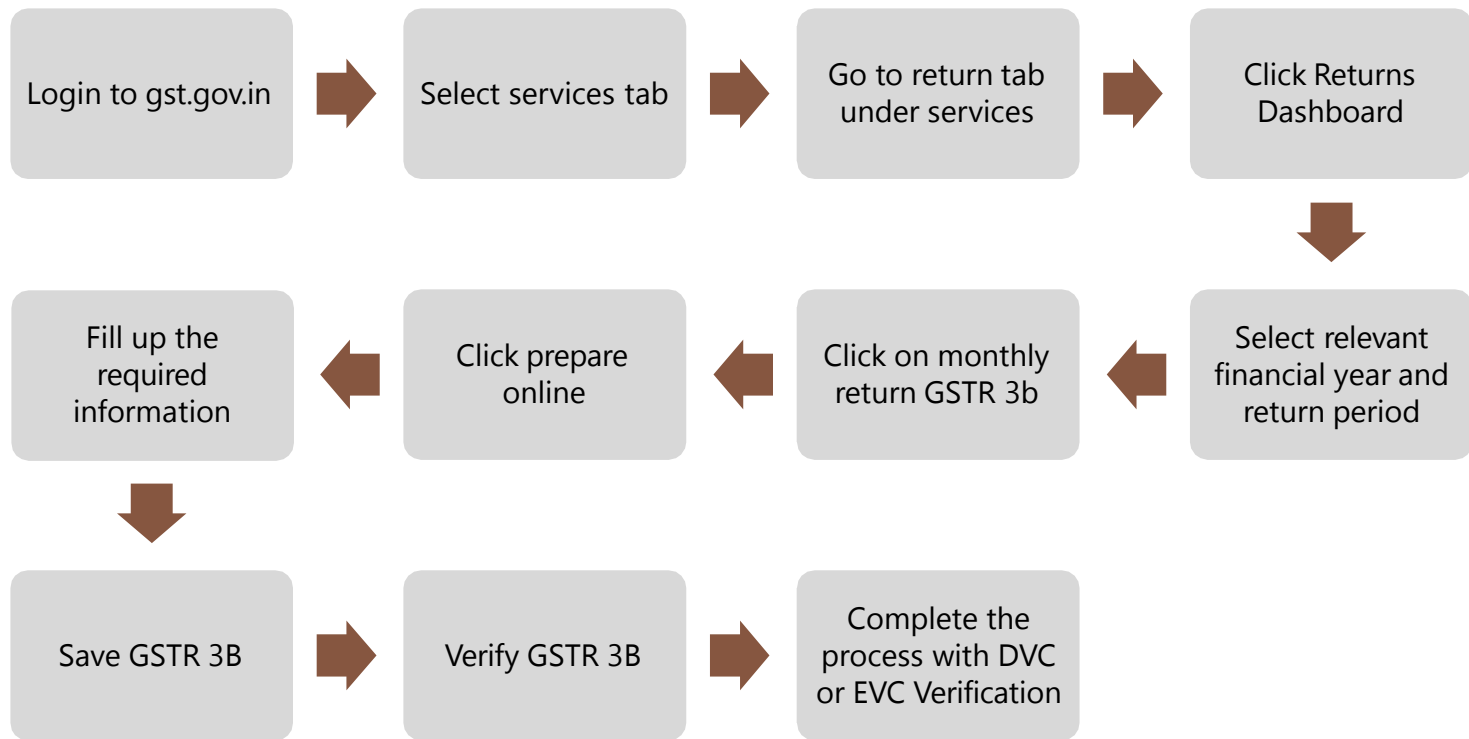 Login to gst.gov.in
Select services tab
Go to return tab
under services
Click Returns
Dashboard
Select relevant
financial year and
return period
Click on monthly
return GSTR 3b
Click prepare
online
Fill up the
required
information
Save GSTR 3B
Verify GSTR 3B
Complete the
process with DVC
or EVC Verification